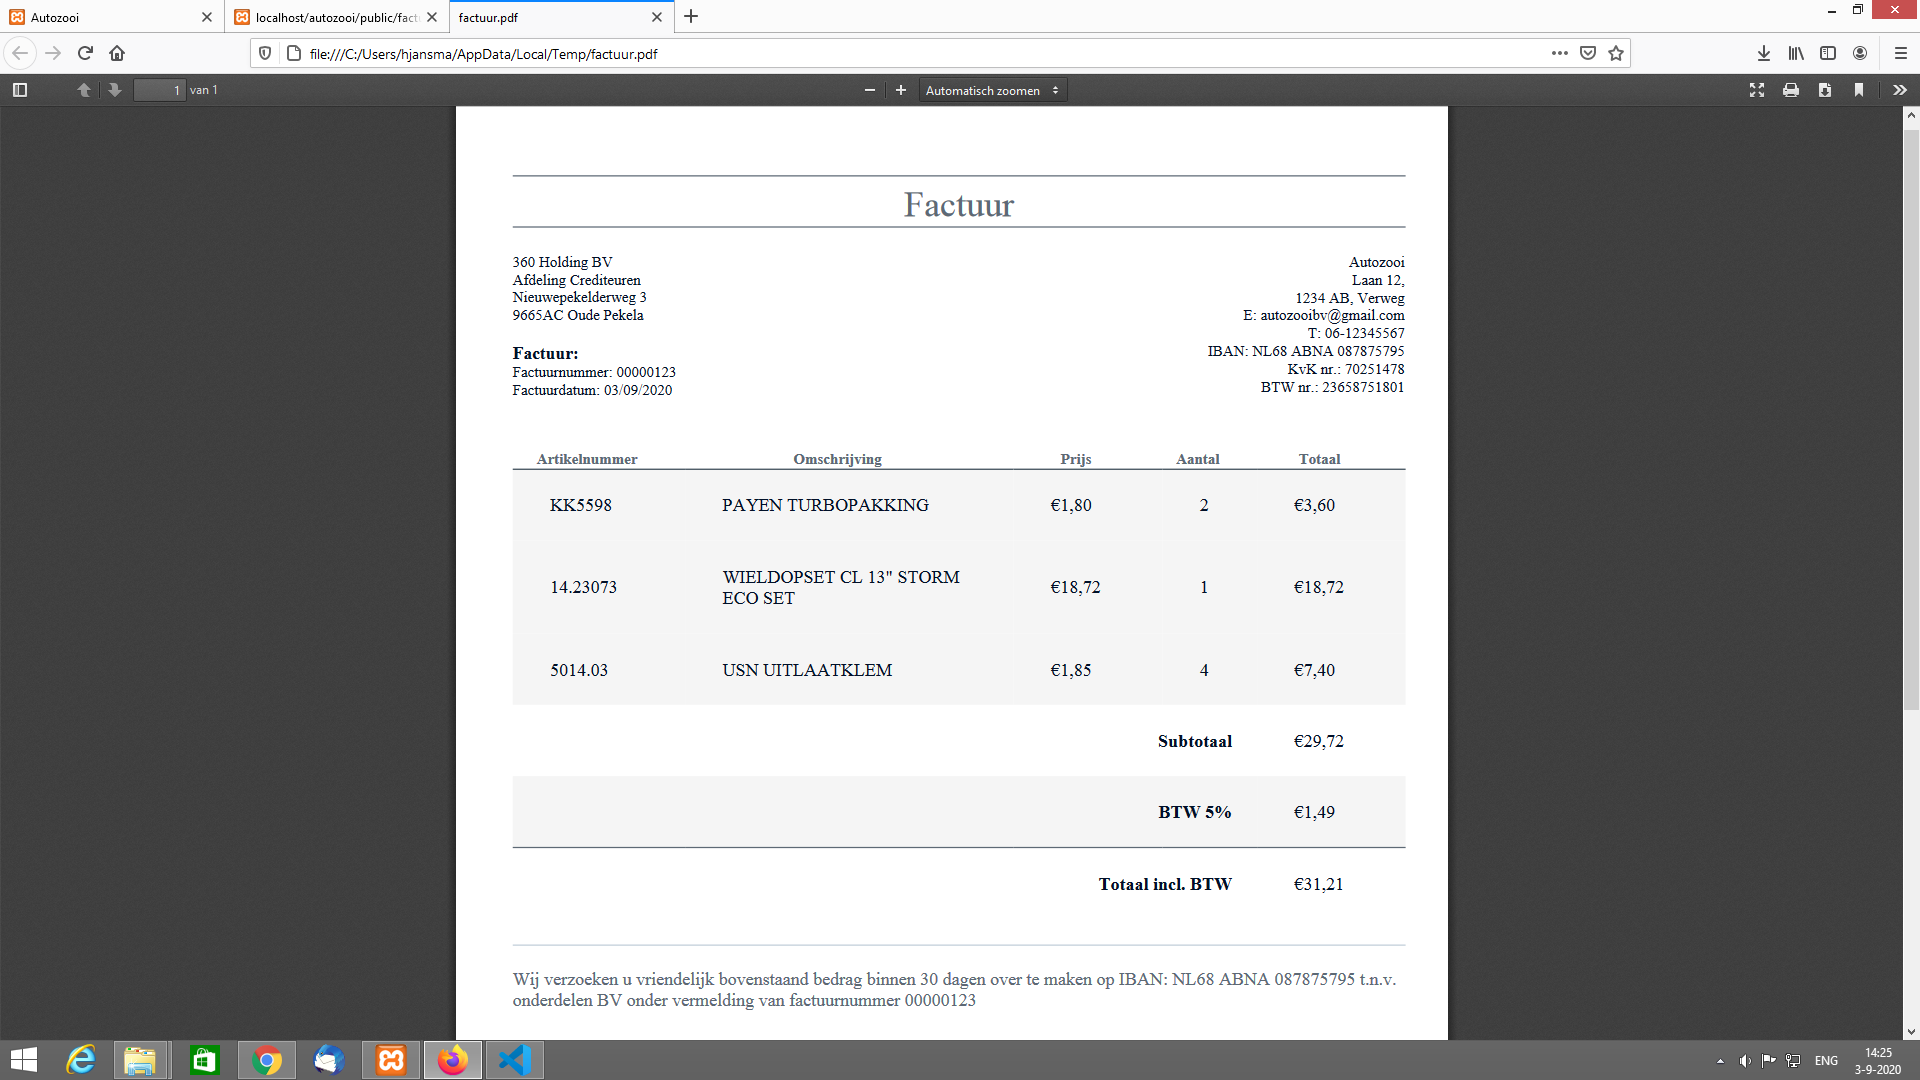 Autozooi
localhost/autozooi/public/fact
factuur.pdf
file:///C:/Users/hjansma/AppData/Local/Temp/factuur.pdf
1 van 1
Automatisch zoomen
Factuur
360 Holding BV
Afdeling Crediteuren
Nieuwepekelderweg 3
9665AC Oude Pekela
Autozooi
Laan 12,
1234 AB, Verweg
E: autozooibv@gmail.com
T: 06-12345567
IBAN: NL68 ABNA 087875795
KvK nr.: 70251478
BTW nr.: 23658751801
Factuur:
Factuurnummer: 00000123
Factuurdatum: 03/09/2020
Artikelnummer Omschrijving Prijs Aantal Totaal
KK5598 PAYEN TURBOPAKKING €1,80 2 €3,60
14.23073 WIELDOPSET CL 13" STORM ECO SET €18,72 1 €18,72
5014.03 USN UITLAATKLEM €1,85 4 €7,40
Subtotaal €29,72
BTW 5% €1,49
Totaal incl. BTW €31,21
Wij verzoeken u vriendelijk bovenstaand bedrag binnen 30 dagen over te maken op IBAN: NL68 ABNA 087875795 t.n.v.
onderdelen BV onder vermelding van factuurnummer 00000123
ENG
14:25
3-9-2020